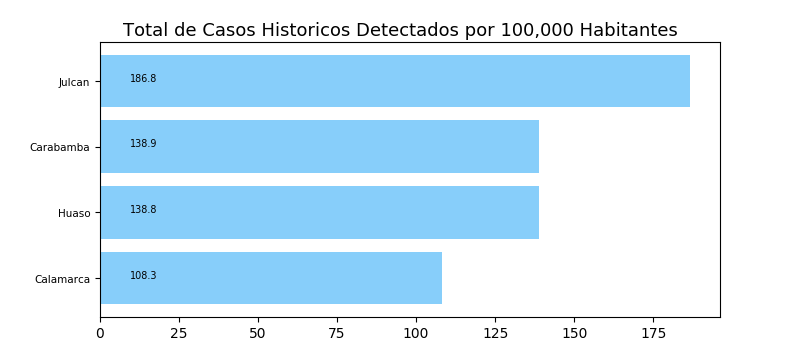 Total de Casos Historicos Detectados por 100,000 Habitantes
Julcan 186.8
Carabamba 138.9
Huaso 138.8
Calamarca 108.3
0 25 50 75 100 125 150 175